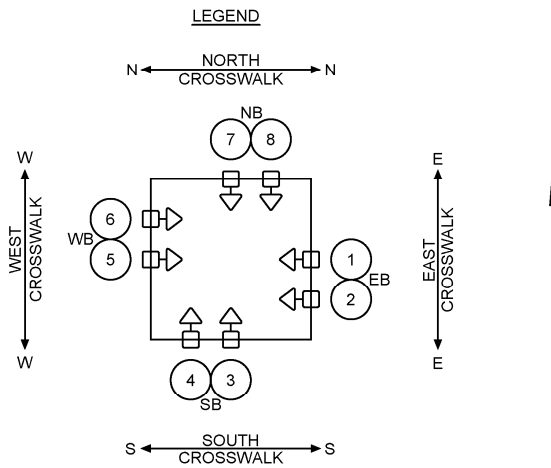 LEGEND
NORTH
N N
CROSSWALK
NB
7 8
W E
6
WB
5
1
EB
2
WEST
CROSSWALK
EAST
CROSSWALK
W E
4 3
SB
SOUTH
S S
CROSSWALK